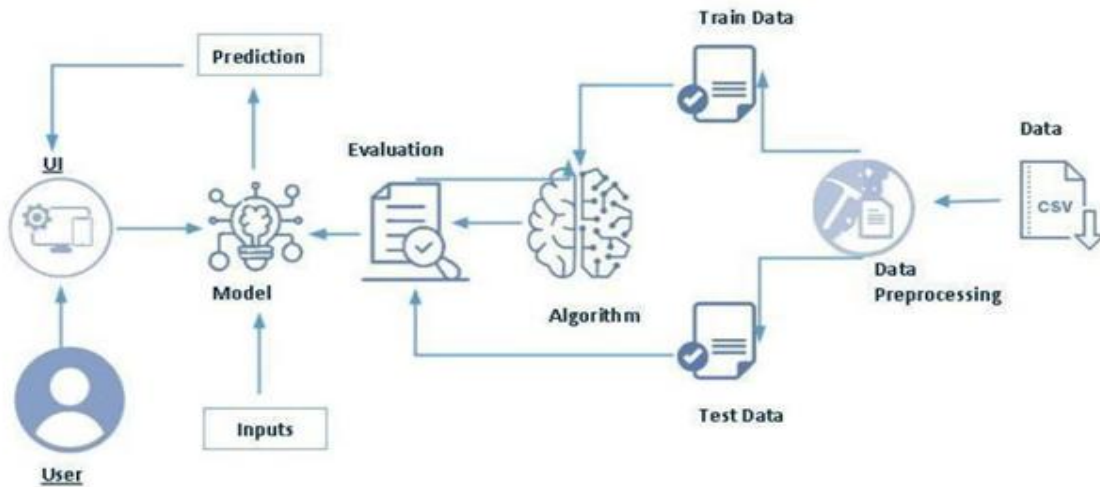 Train Data
Prediction
Data
Evaluation
UI
CSV
Model
Data
Preprocessing
Algorithm
Test Data
Inputs
User